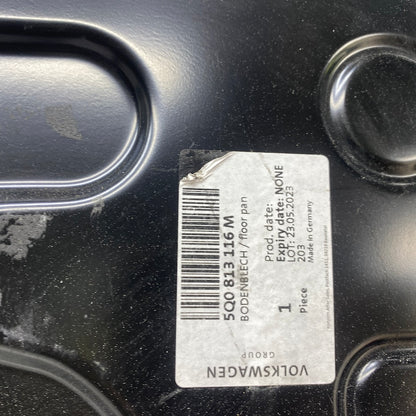 VOLKSWAGEN
GROUP
5Q0 813 116 M
BODENBLECH / floor pan
1
Piece
Prod. date:
Expiry date: NONE
LOT: 23.05.2023
203
Made in Germany